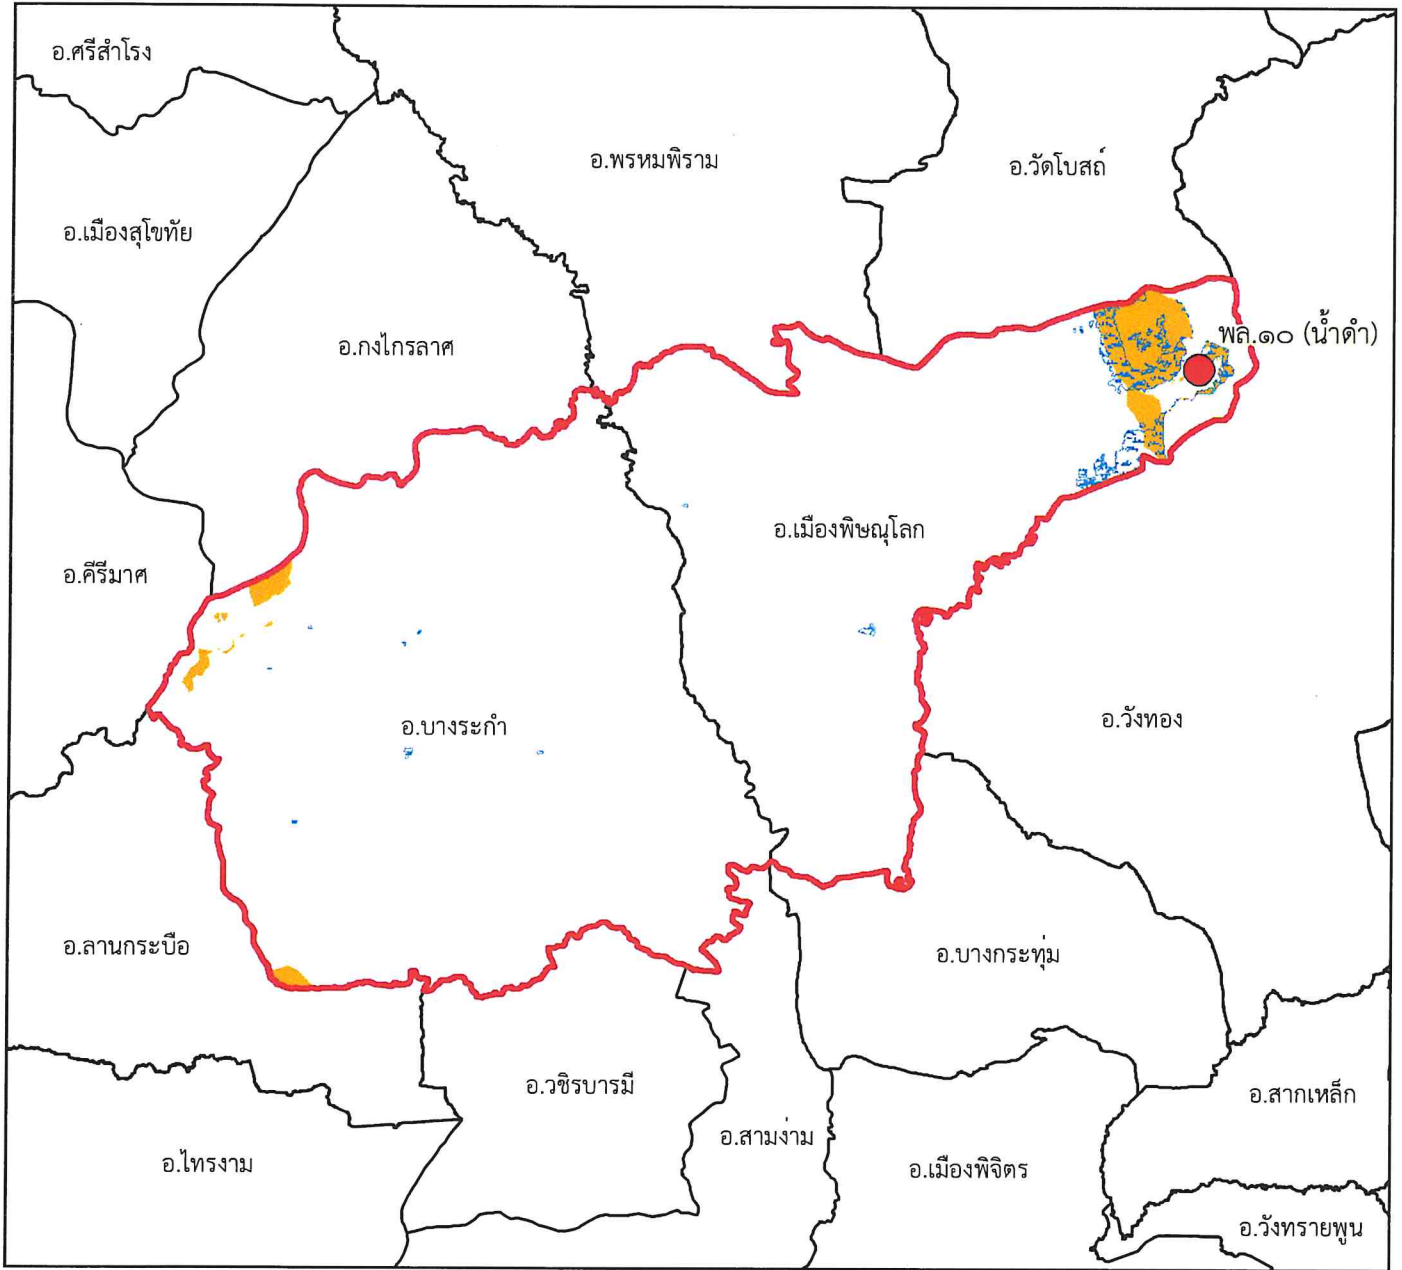 อ.ศรีสำโรง
อ.พรหมพิราม
อ.วัดโบสถ์
อ.เมืองสุโขทัย
พล.๑๐ (น้ำดำ)
อ.กงไกรลาศ
อ.เมืองพิษณุโลก
อ.คีรีมาศ
อ.วังทอง
อ.บางระกำ
อ.ลานกระบือ
อ.บางกระทุ่ม
อ.วชิรบารมี
อ.สากเหล็ก
อ.สามง่าม
อ.ไทรงาม
อ.เมืองพิจิตร
อ.วังทรายพูน